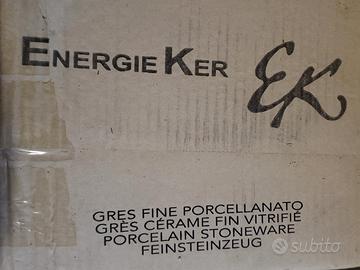 ENERGIE KER EK
GRES FINE PORCELLANATO
GRÈS CÉRAME FIN VITRIFIÉ
PORCELAIN STONEWARE
FEINSTEINZEUG
subito